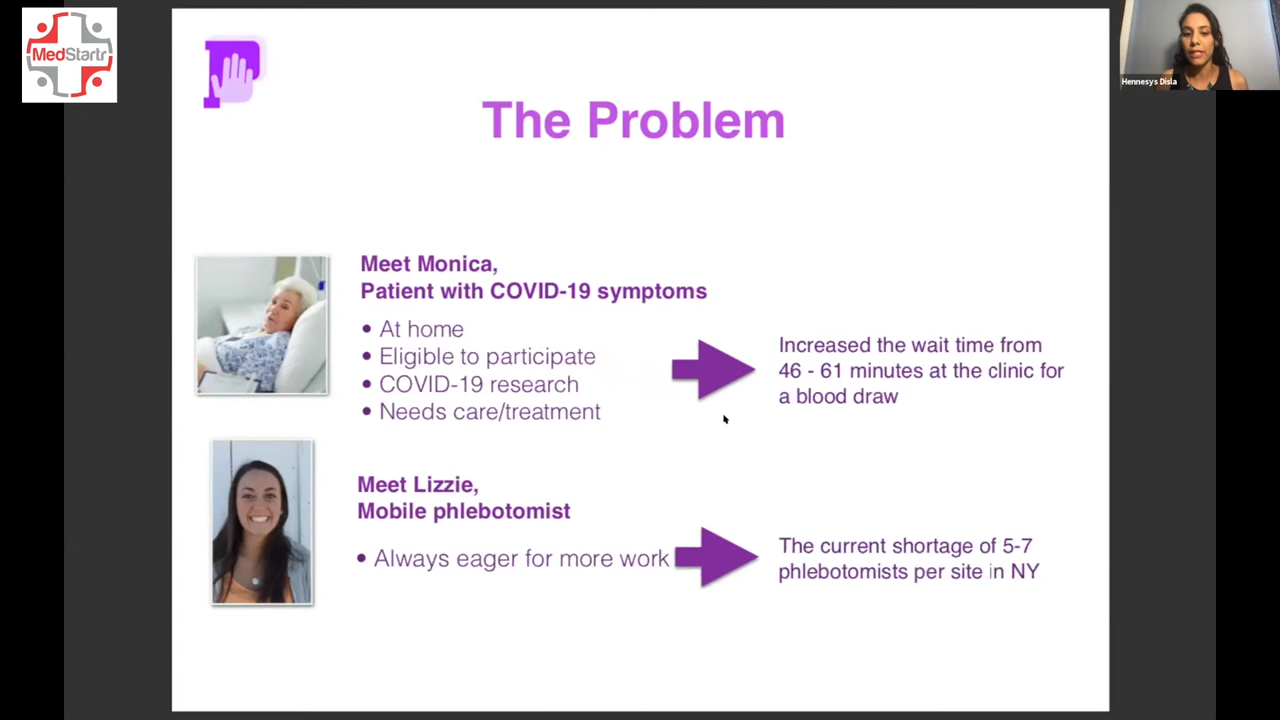 MedStartr
P
Hennesys Disla
The Problem
Meet Monica,
Patient with COVID-19 symptoms
• At home
• Eligible to participate
• COVID-19 research
• Needs care/treatment
Increased the wait time from
46 - 61 minutes at the clinic for
a blood draw
Meet Lizzie,
Mobile phlebotomist
• Always eager for more work
The current shortage of 5-7
phlebotomists per site in NY